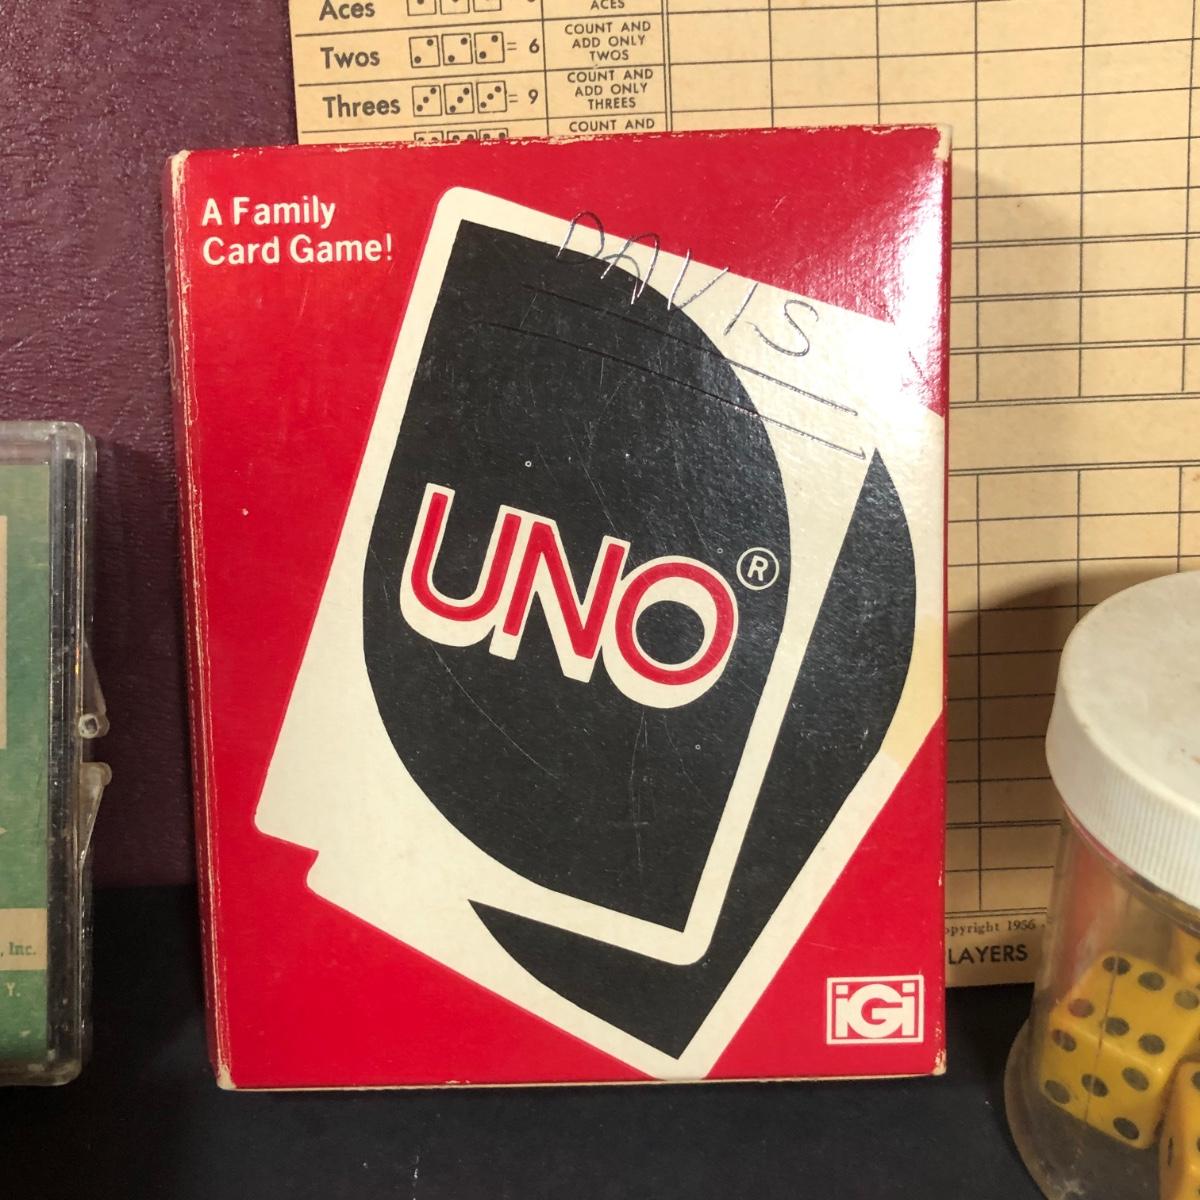 Aces
ACES
Twos = 6 COUNT AND ADD ONLY TWOS
Threes = 9 COUNT AND ADD ONLY THREES
COUNT AND
A Family
Card Game!
DAVIS
UNO®
, Inc.
Y.
opyright 1956
LAYERS
iGi